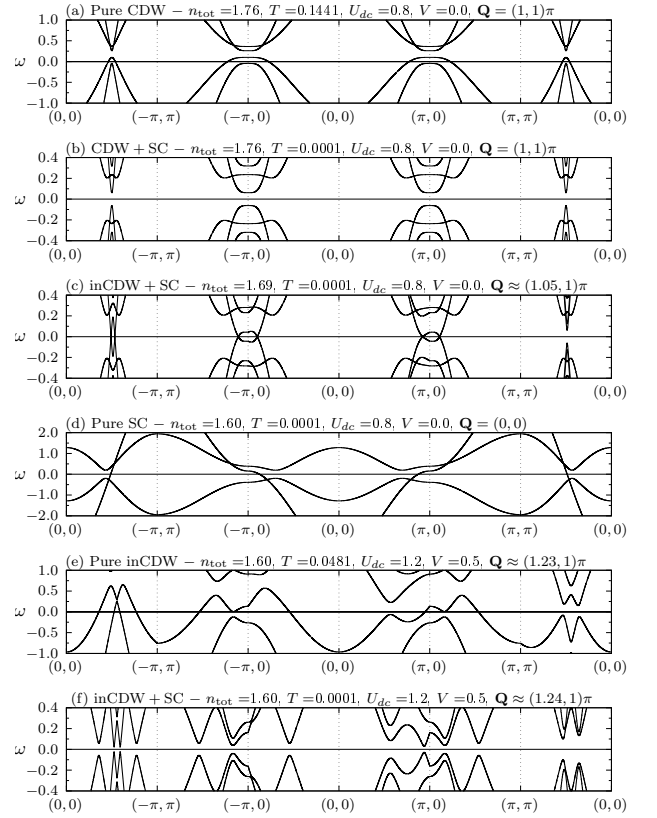 (a) Pure CDW − n_tot =1.76, T =0.1441, U_dc =0.8, V =0.0, Q = (1, 1)π
1.0
0.5
ω 0.0
−0.5
−1.0
(0, 0) (−π, π) (−π, 0) (0, 0) (π, 0) (π, π) (0, 0)
(b) CDW + SC − n_tot =1.76, T =0.0001, U_dc =0.8, V =0.0, Q = (1, 1)π
0.4
0.2
ω 0.0
−0.2
−0.4
(0, 0) (−π, π) (−π, 0) (0, 0) (π, 0) (π, π) (0, 0)
(c) inCDW + SC − n_tot =1.69, T =0.0001, U_dc =0.8, V =0.0, Q ≈ (1.05, 1)π
0.4
0.2
ω 0.0
−0.2
−0.4
(0, 0) (−π, π) (−π, 0) (0, 0) (π, 0) (π, π) (0, 0)
(d) Pure SC − n_tot =1.60, T =0.0001, U_dc =0.8, V =0.0, Q = (0, 0)
2.0
1.0
ω 0.0
−1.0
−2.0
(0, 0) (−π, π) (−π, 0) (0, 0) (π, 0) (π, π) (0, 0)
(e) Pure inCDW − n_tot =1.60, T =0.0481, U_dc =1.2, V =0.5, Q ≈ (1.23, 1)π
1.0
0.5
ω 0.0
−0.5
−1.0
(0, 0) (−π, π) (−π, 0) (0, 0) (π, 0) (π, π) (0, 0)
(f) inCDW + SC − n_tot =1.60, T =0.0001, U_dc =1.2, V =0.5, Q ≈ (1.24, 1)π
0.4
0.2
ω 0.0
−0.2
−0.4
(0, 0) (−π, π) (−π, 0) (0, 0) (π, 0) (π, π) (0, 0)